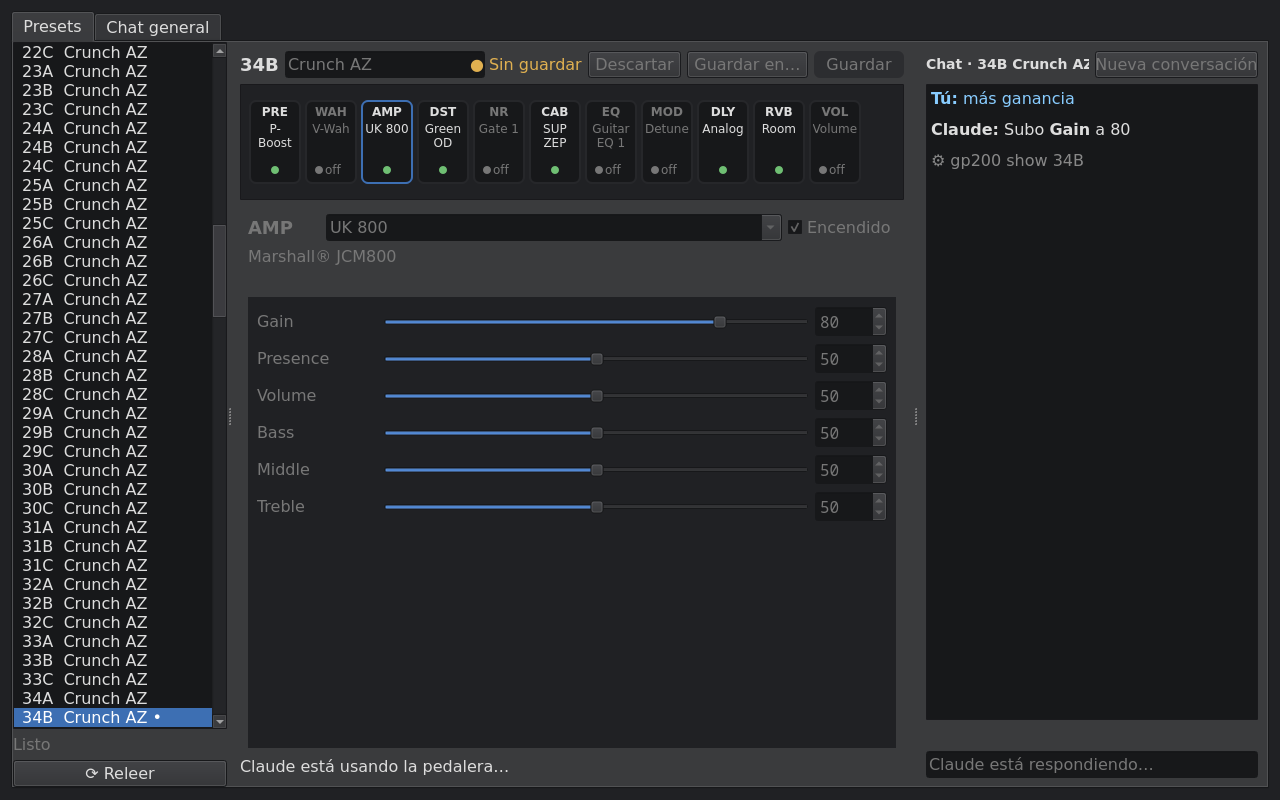 Presets Chat general
22C Crunch AZ
23A Crunch AZ
23B Crunch AZ
23C Crunch AZ
24A Crunch AZ
24B Crunch AZ
24C Crunch AZ
25A Crunch AZ
25B Crunch AZ
25C Crunch AZ
26A Crunch AZ
26B Crunch AZ
26C Crunch AZ
27A Crunch AZ
27B Crunch AZ
27C Crunch AZ
28A Crunch AZ
28B Crunch AZ
28C Crunch AZ
29A Crunch AZ
29B Crunch AZ
29C Crunch AZ
30A Crunch AZ
30B Crunch AZ
30C Crunch AZ
31A Crunch AZ
31B Crunch AZ
31C Crunch AZ
32A Crunch AZ
32B Crunch AZ
32C Crunch AZ
33A Crunch AZ
33B Crunch AZ
33C Crunch AZ
34A Crunch AZ
34B Crunch AZ •
Listo
⟳ Releer
34B Crunch AZ ● Sin guardar Descartar Guardar en... Guardar
PRE WAH AMP DST NR CAB EQ MOD DLY RVB VOL
P-Boost V-Wah UK 800 Green OD Gate 1 SUP ZEP Guitar EQ 1 Detune Analog Room Volume
● ● off ● ● ● off ● ● off ● off ● ● ● off
AMP UK 800 Encendido
Marshall® JCM800
Gain 80
Presence 50
Volume 50
Bass 50
Middle 50
Treble 50
Claude está usando la pedalera…
Chat · 34B Crunch AZ Nueva conversación
Tú: más ganancia
Claude: Subo Gain a 80
⚙ gp200 show 34B
Claude está respondiendo…